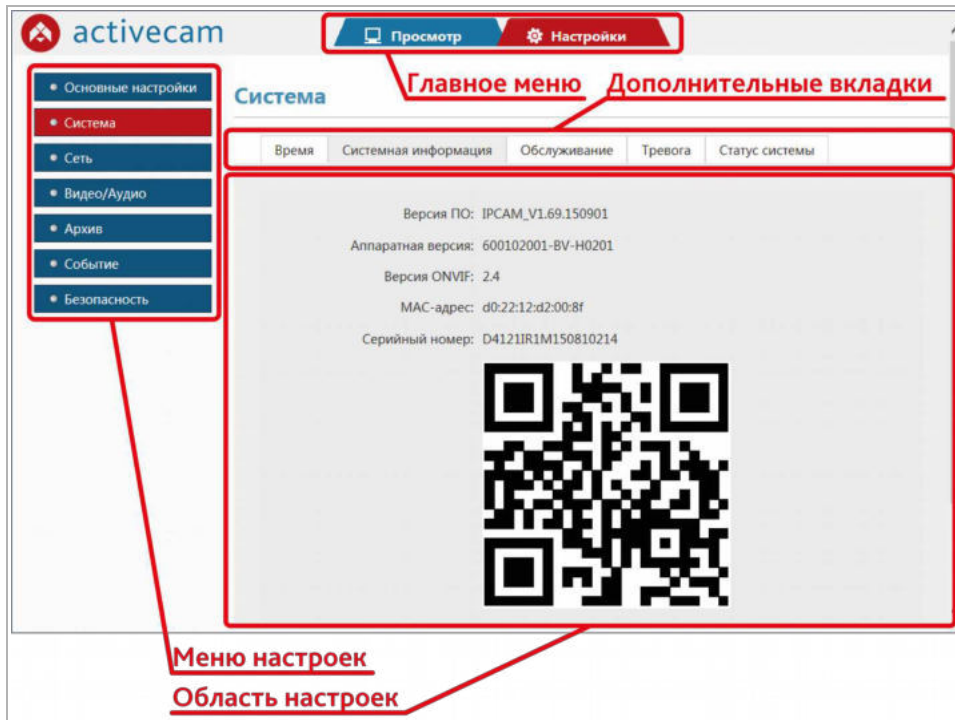 activecam
Просмотр
Настройки
Главное меню
Дополнительные вкладки
Основные настройки
Система
Сеть
Видео/Аудио
Архив
Событие
Безопасность
Система
Время Системная информация Обслуживание Тревога Статус системы
Версия ПО: IPCAM_V1.69.150901
Аппаратная версия: 600102001-BV-H0201
Версия ONVIF: 2.4
MAC-адрес: d0:22:12:d2:00:8f
Серийный номер: D4121IR1M150810214
Меню настроек
Область настроек